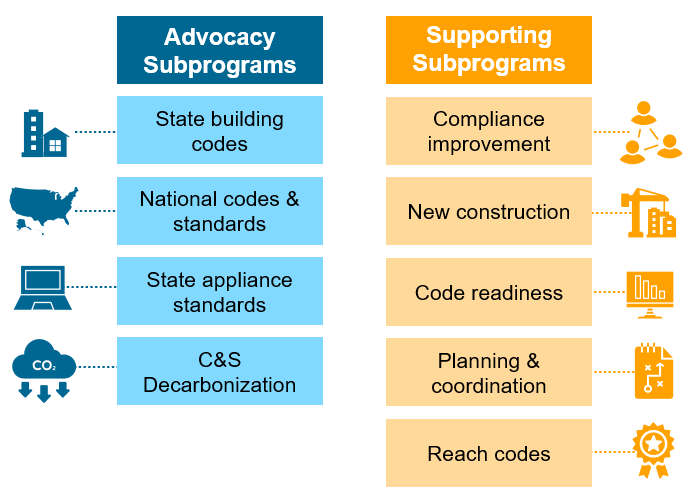 Advocacy
Subprograms
State building
codes
National codes &
standards
State appliance
standards
CO₂
C&S
Decarbonization
Supporting
Subprograms
Compliance
improvement
New construction
Code readiness
Planning &
coordination
Reach codes